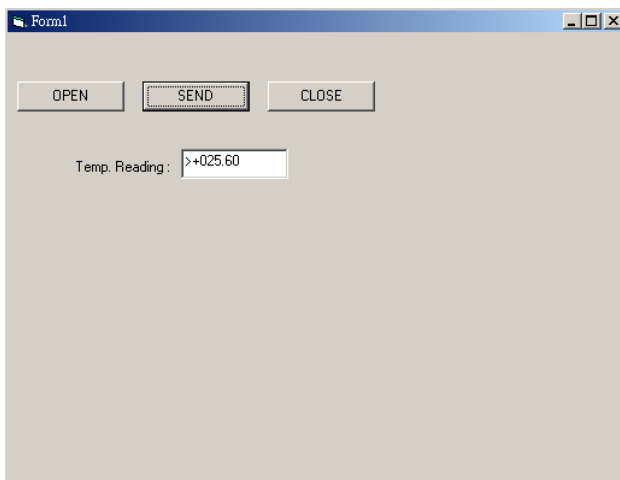 Form1
OPEN SEND CLOSE
Temp. Reading :
>+025.60